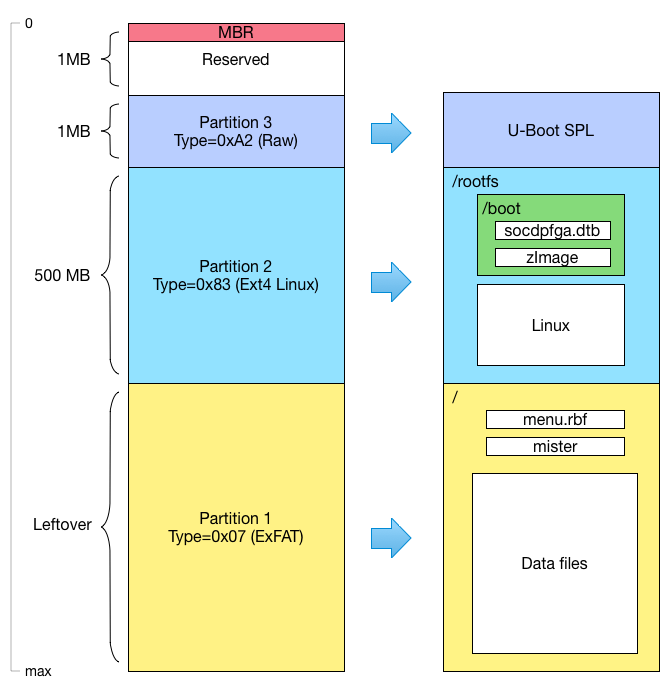 0
MBR
1MB
Reserved
1MB
Partition 3
Type=0xA2 (Raw)
U-Boot SPL
/rootfs
/boot
socdpfga.dtb
zImage
500 MB
Partition 2
Type=0x83 (Ext4 Linux)
Linux
/
menu.rbf
mister
Leftover
Partition 1
Type=0x07 (ExFAT)
Data files
max